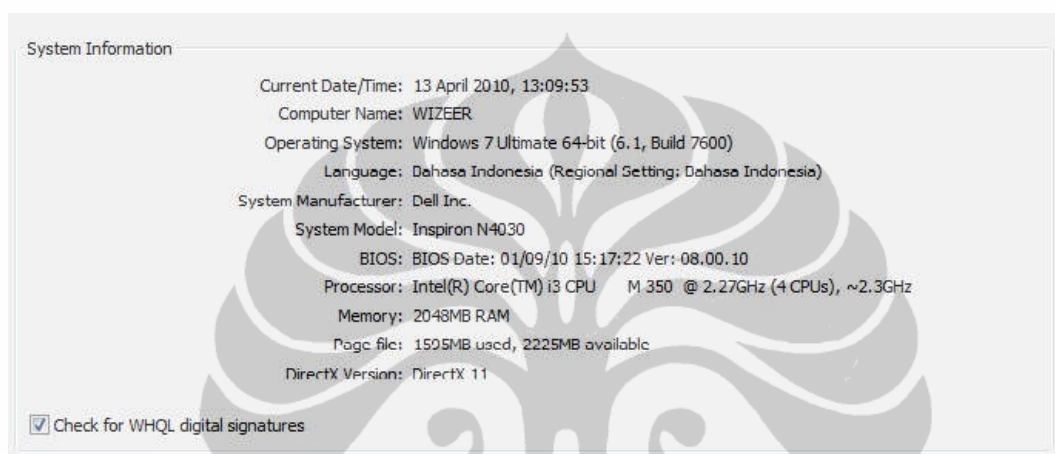 System Information
Current Date/Time: 13 April 2010, 13:09:53
Computer Name: WIZEER
Operating System: Windows 7 Ultimate 64-bit (6.1, Build 7600)
Language: Bahasa Indonesia (Regional Setting: Bahasa Indonesia)
System Manufacturer: Dell Inc.
System Model: Inspiron N4030
BIOS: BIOS Date: 01/09/10 15:17:22 Ver: 08.00.10
Processor: Intel(R) Core(TM) i3 CPU M 350 @ 2.27GHz (4 CPUs), ~2.3GHz
Memory: 2048MB RAM
Page file: 1595MB used, 2225MB available
DirectX Version: DirectX 11
Check for WHQL digital signatures